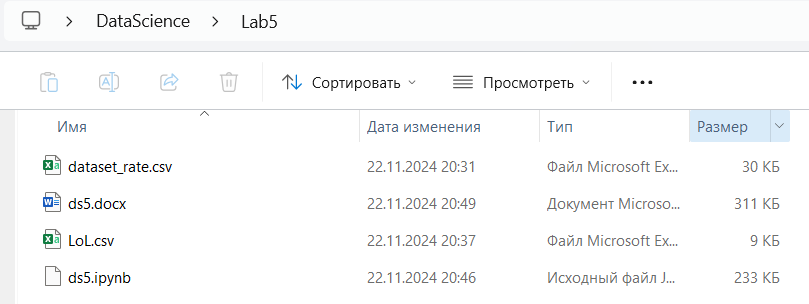 DataScience > Lab5
Сортировать Просмотреть
Имя Дата изменения Тип Размер
dataset_rate.csv 22.11.2024 20:31 Файл Microsoft Ex... 30 КБ
ds5.docx 22.11.2024 20:49 Документ Microso... 311 КБ
LoL.csv 22.11.2024 20:37 Файл Microsoft Ex... 9 КБ
ds5.ipynb 22.11.2024 20:46 Исходный файл J... 233 КБ